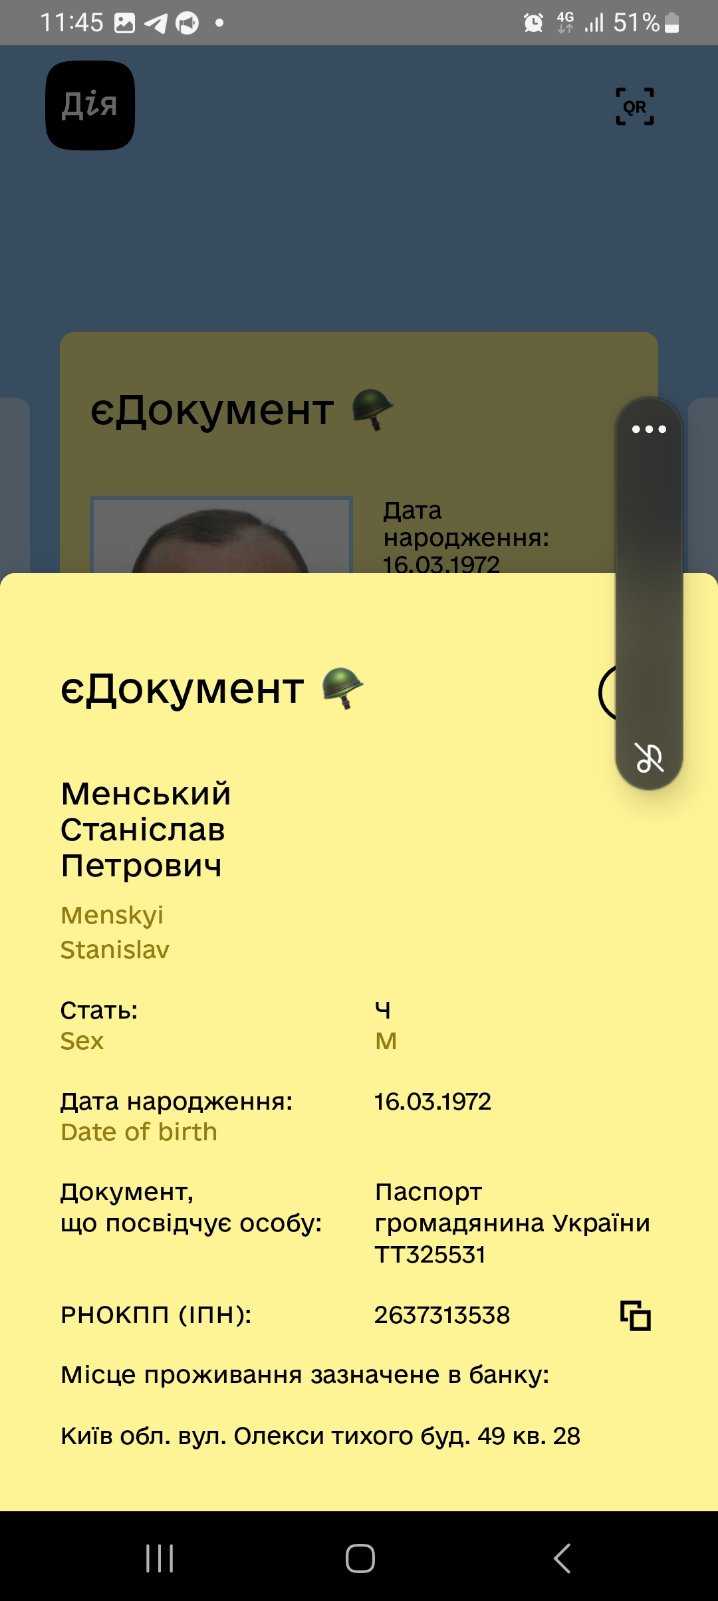 11:45
4G
51%
Дія
QR
єДокумент
Дата
народження:
16.03.1972
єДокумент
Менський
Станіслав
Петрович
Menskyi
Stanislav
Стать:
Ч
Sex
M
Дата народження:
16.03.1972
Date of birth
Документ,
що посвідчує особу:
Паспорт
громадянина України
ТТ325531
РНОКПП (ІПН):
2637313538
Місце проживання зазначене в банку:
Київ обл. вул. Олекси тихого буд. 49 кв. 28